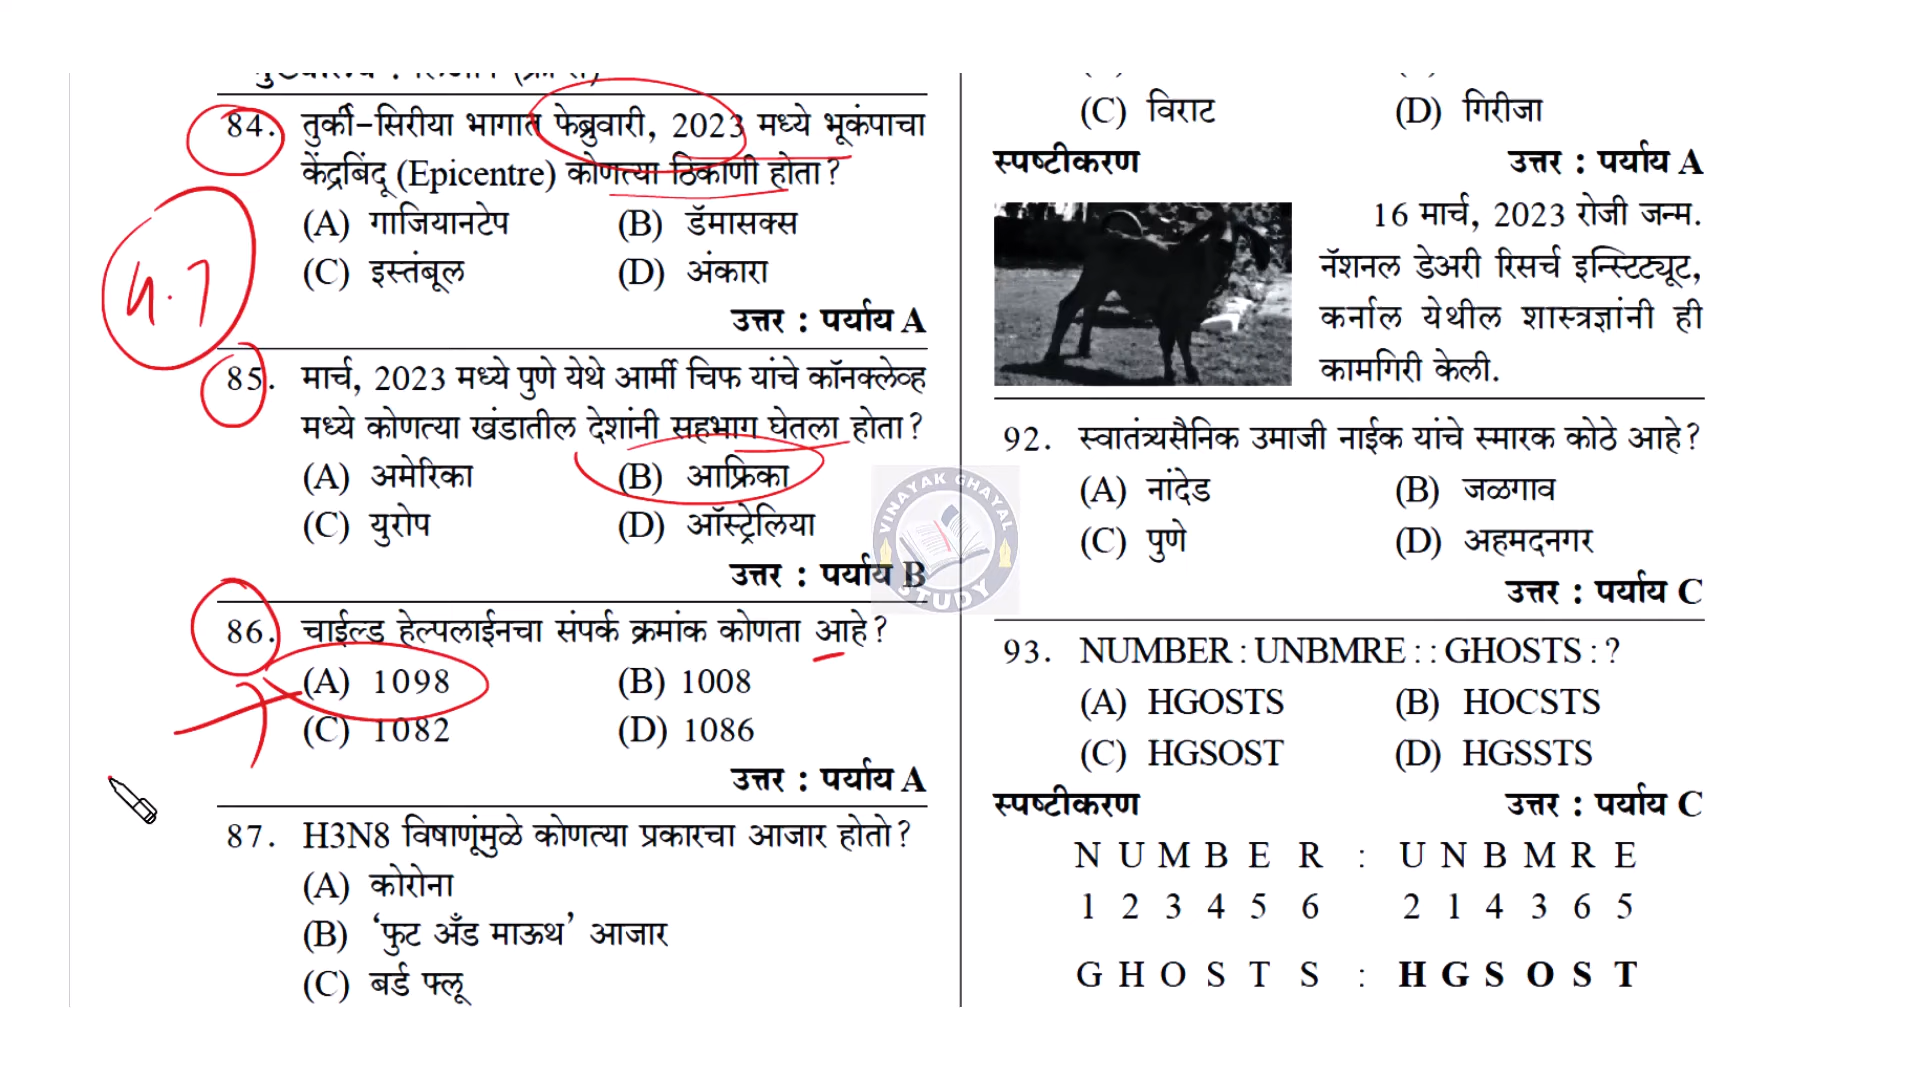 84. तुर्की-सिरीया भागात फेब्रुवारी, 2023 मध्ये भूकंपाचा
केंद्रबिंदू (Epicentre) कोणत्या ठिकाणी होता?
(A) गाजियानटेप (B) डॅमासक्स
(C) इस्तंबूल (D) अंकारा
उत्तर : पर्याय A
85. मार्च, 2023 मध्ये पुणे येथे आर्मी चिफ यांचे कॉनक्लेव्ह
मध्ये कोणत्या खंडातील देशांनी सहभाग घेतला होता?
(A) अमेरिका (B) आफ्रिका
(C) युरोप (D) ऑस्ट्रेलिया
उत्तर : पर्याय B
86. चाईल्ड हेल्पलाईनचा संपर्क क्रमांक कोणता आहे?
(A) 1098 (B) 1008
(C) 1082 (D) 1086
उत्तर : पर्याय A
87. H3N8 विषाणूंमुळे कोणत्या प्रकारचा आजार होतो?
(A) कोरोना
(B) 'फुट अँड माऊथ' आजार
(C) बर्ड फ्लू
(C) विराट (D) गिरीजा
स्पष्टीकरण उत्तर : पर्याय A
16 मार्च, 2023 रोजी जन्म.
नॅशनल डेअरी रिसर्च इन्स्टिट्यूट,
कर्नाल येथील शास्त्रज्ञांनी ही
कामगिरी केली.
92. स्वातंत्र्यसैनिक उमाजी नाईक यांचे स्मारक कोठे आहे?
(A) नांदेड (B) जळगाव
(C) पुणे (D) अहमदनगर
उत्तर : पर्याय C
93. NUMBER : UNBMRE : : GHOSTS : ?
(A) HGOSTS (B) HOCSTS
(C) HGSOST (D) HGSSTS
स्पष्टीकरण उत्तर : पर्याय C
N U M B E R : U N B M R E
1 2 3 4 5 6 2 1 4 3 6 5
G H O S T S : H G S O S T
VINAYAK GHAYAL
STUDY